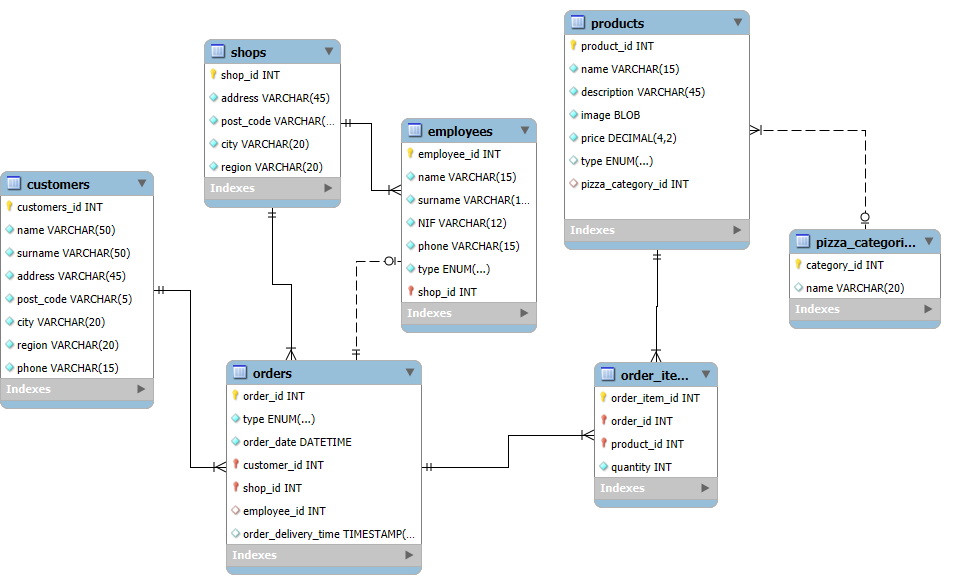 customers
customers_id INT
name VARCHAR(50)
surname VARCHAR(50)
address VARCHAR(45)
post_code VARCHAR(5)
city VARCHAR(20)
region VARCHAR(20)
phone VARCHAR(15)
Indexes
shops
shop_id INT
address VARCHAR(45)
post_code VARCHAR(...
city VARCHAR(20)
region VARCHAR(20)
Indexes
employees
employee_id INT
name VARCHAR(15)
surname VARCHAR(1...
NIF VARCHAR(12)
phone VARCHAR(15)
type ENUM(...)
shop_id INT
Indexes
products
product_id INT
name VARCHAR(15)
description VARCHAR(45)
image BLOB
price DECIMAL(4,2)
type ENUM(...)
pizza_category_id INT
Indexes
pizza_categori...
category_id INT
name VARCHAR(20)
Indexes
orders
order_id INT
type ENUM(...)
order_date DATETIME
customer_id INT
shop_id INT
employee_id INT
order_delivery_time TIMESTAMP(...
Indexes
order_ite...
order_item_id INT
order_id INT
product_id INT
quantity INT
Indexes